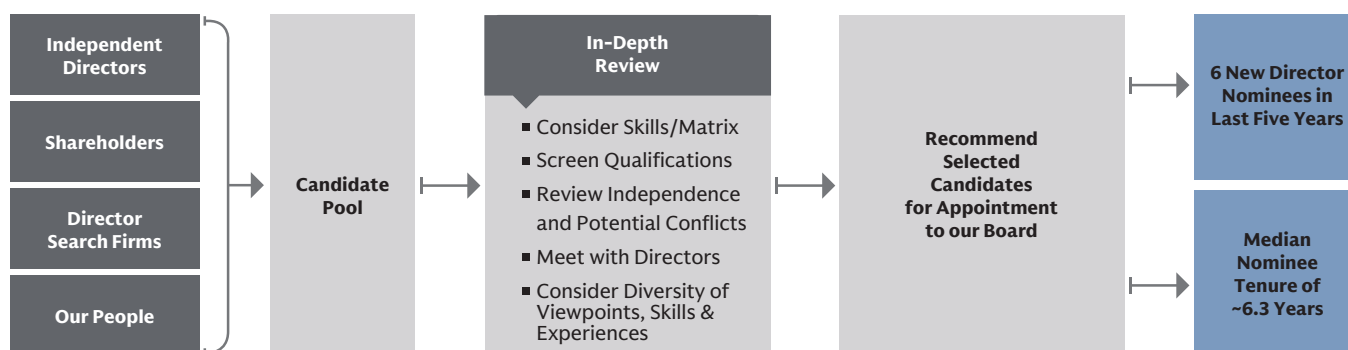 Independent
Directors
Shareholders
Director
Search Firms
Our People
Candidate
Pool
In-Depth
Review
▪ Consider Skills/Matrix
▪ Screen Qualifications
▪ Review Independence
and Potential Conflicts
▪ Meet with Directors
▪ Consider Diversity of
Viewpoints, Skills &
Experiences
Recommend
Selected
Candidates
for Appointment
to our Board
6 New Director
Nominees in
Last Five Years
Median
Nominee
Tenure of
~6.3 Years